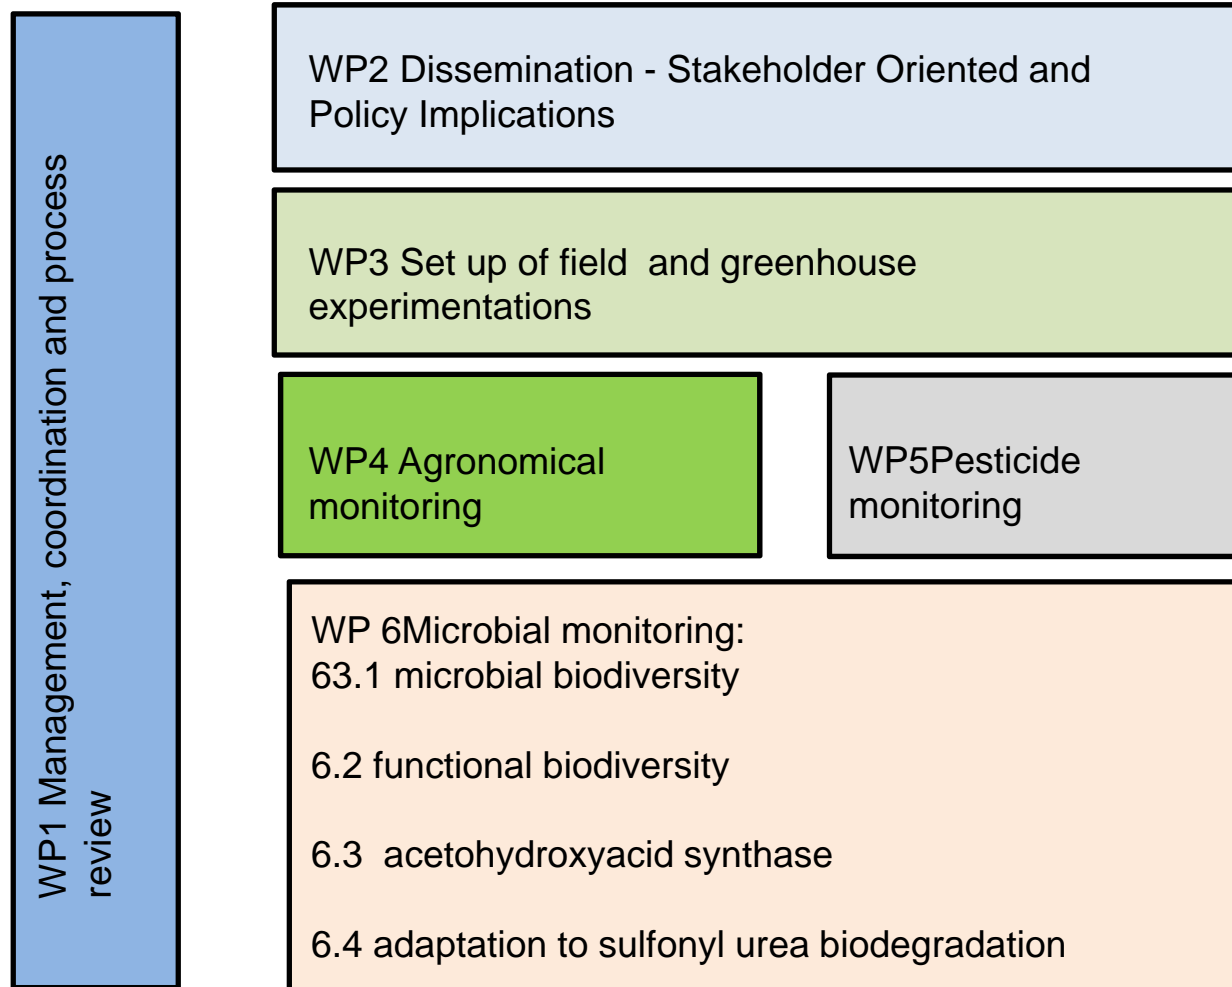 WP1 Management, coordination and process
review
WP2 Dissemination - Stakeholder Oriented and
Policy Implications
WP3 Set up of field  and greenhouse
experimentations
WP4 Agronomical
monitoring
WP5Pesticide
monitoring
WP 6Microbial monitoring:
63.1 microbial biodiversity
6.2 functional biodiversity
6.3  acetohydroxyacid synthase
6.4 adaptation to sulfonyl urea biodegradation